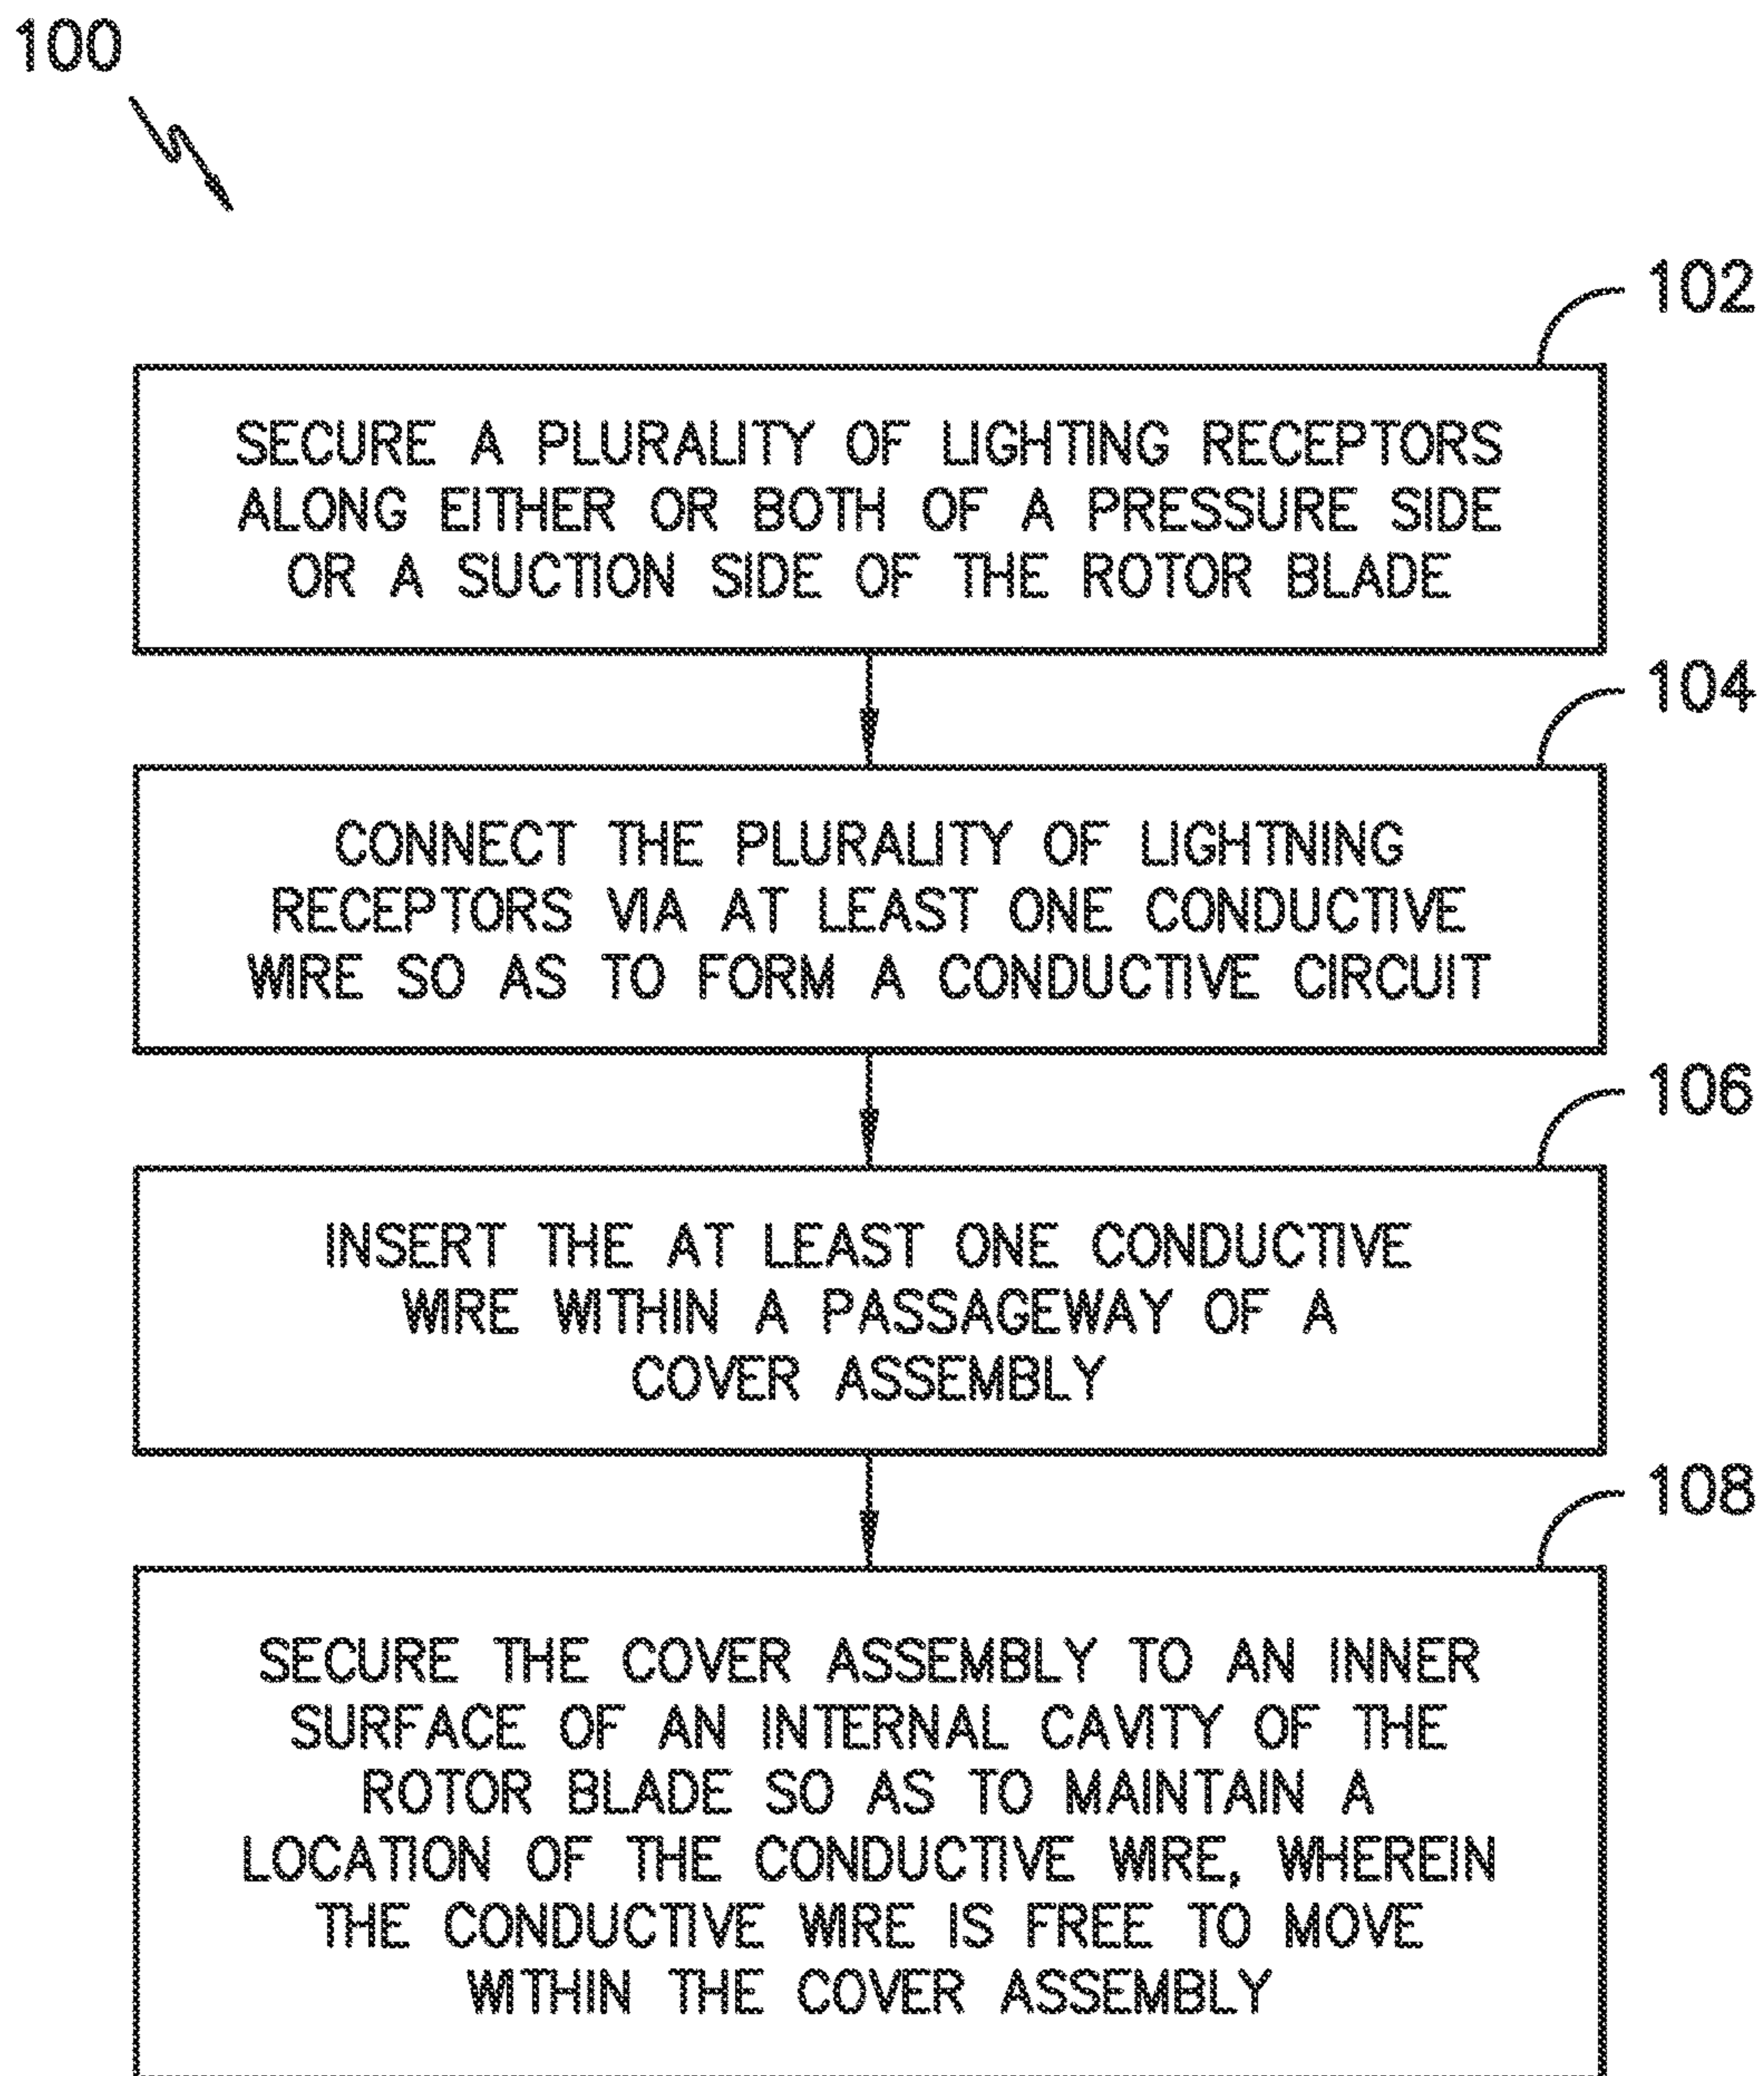 100
102
SECURE A PLURALITY OF LIGHTING RECEPTORS
ALONG EITHER OR BOTH OF A PRESSURE SIDE
OR A SUCTION SIDE OF THE ROTOR BLADE
104
CONNECT THE PLURALITY OF LIGHTNING
RECEPTORS VIA AT LEAST ONE CONDUCTIVE
WIRE SO AS TO FORM A CONDUCTIVE CIRCUIT
106
INSERT THE AT LEAST ONE CONDUCTIVE
WIRE WITHIN A PASSAGEWAY OF A
COVER ASSEMBLY
108
SECURE THE COVER ASSEMBLY TO AN INNER
SURFACE OF AN INTERNAL CAVITY OF THE
ROTOR BLADE SO AS TO MAINTAIN A
LOCATION OF THE CONDUCTIVE WIRE, WHEREIN
THE CONDUCTIVE WIRE IS FREE TO MOVE
WITHIN THE COVER ASSEMBLY